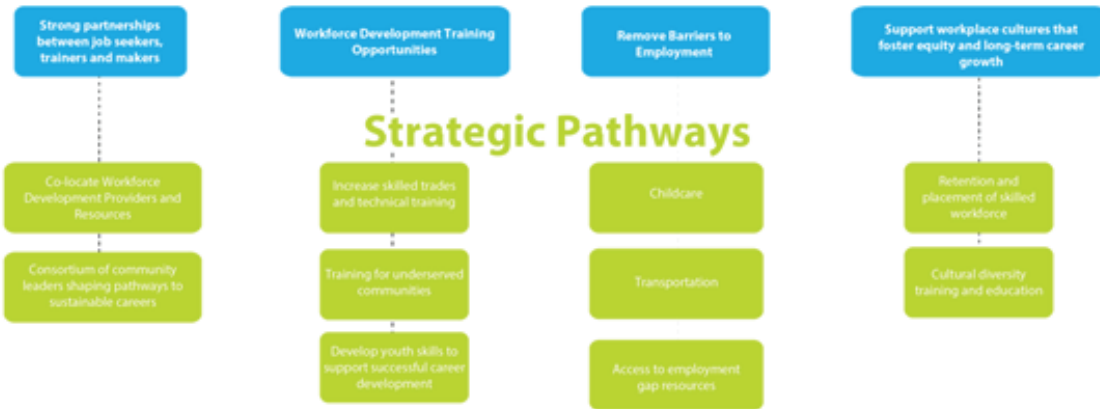 Strong partnerships
between job seekers,
trainers and makers
Workforce Development Training
Opportunities
Remove Barriers to
Employment
Support workplace cultures that
foster equity and long-term career
growth
Strategic Pathways
Co-locate Workforce
Development Providers and
Resources
Consortium of community
leaders shaping pathways to
sustainable careers
Increase skilled trades
and technical training
Training for underserved
communities
Develop youth skills to
support successful career
development
Childcare
Transportation
Access to employment
gap resources
Retention and
placement of skilled
workforce
Cultural diversity
training and education